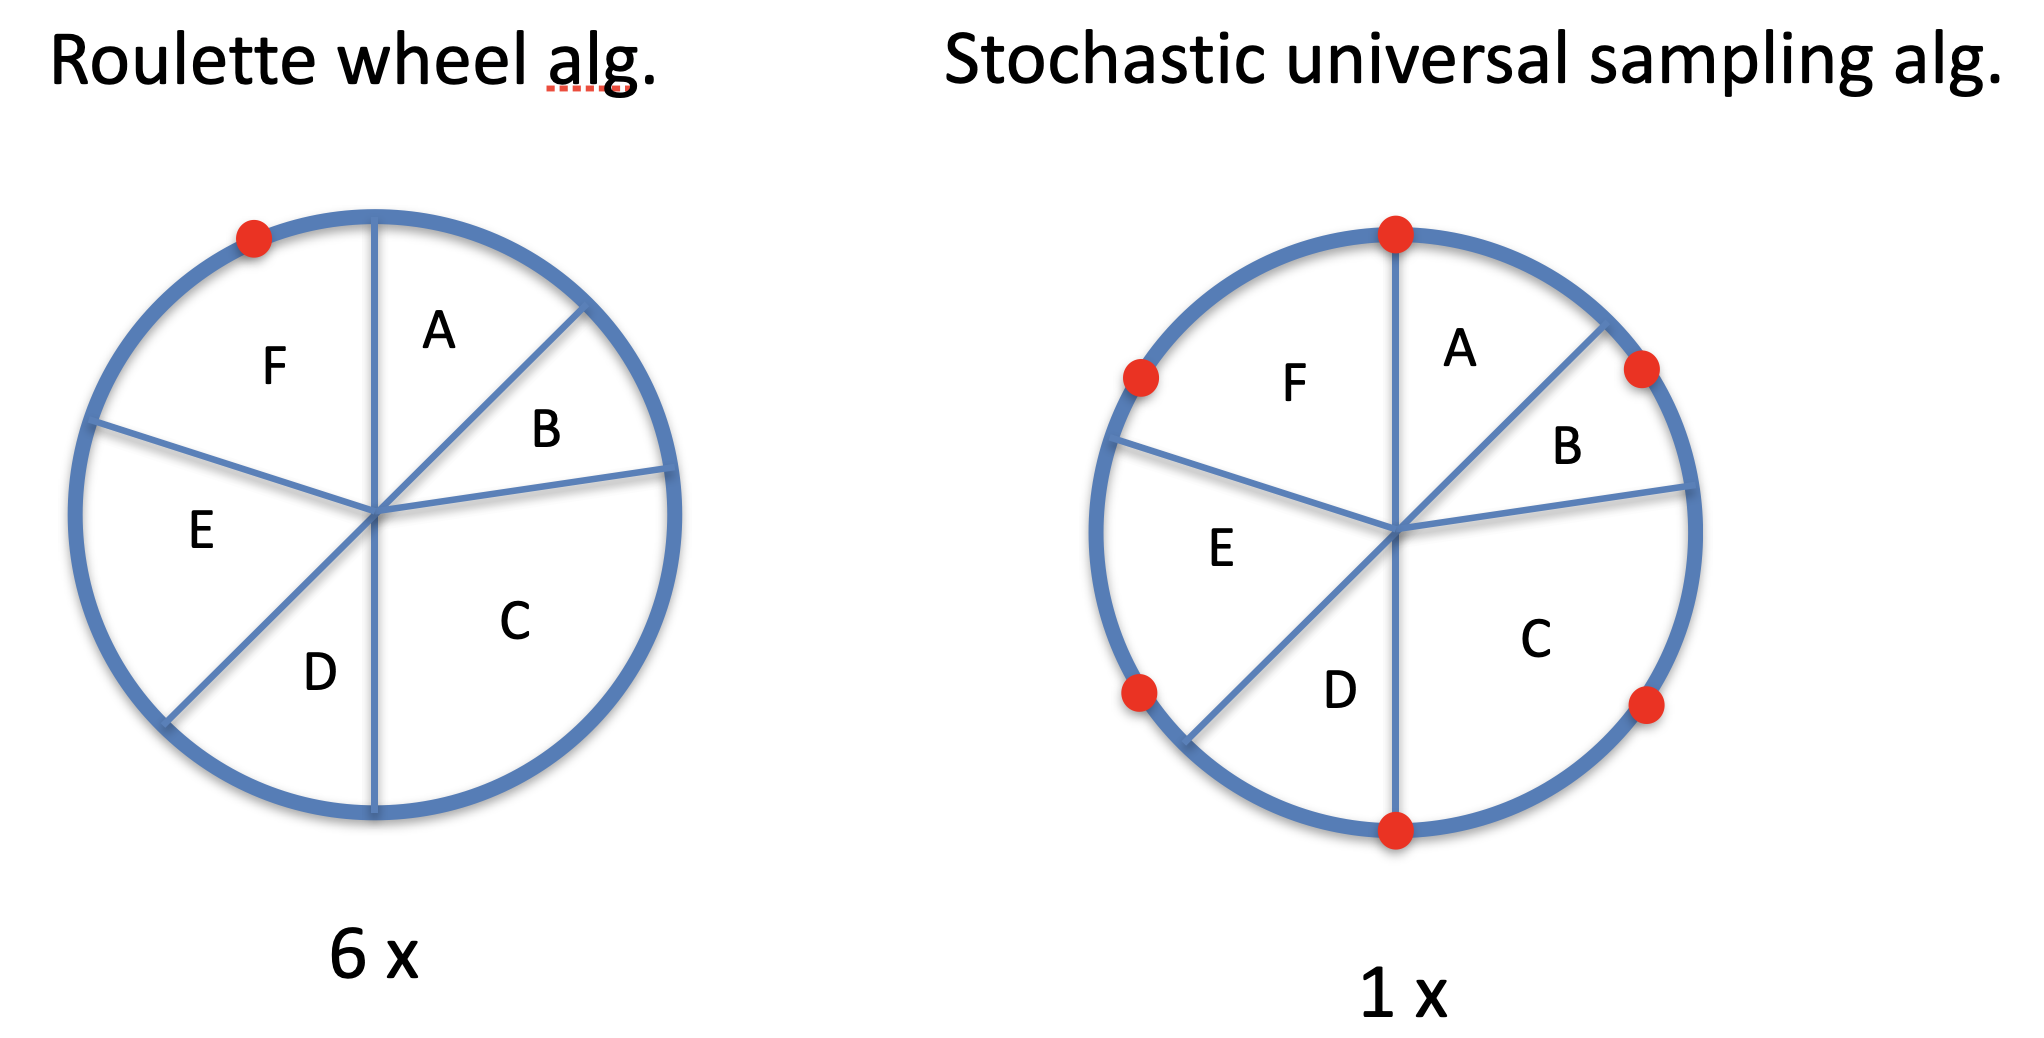 Roulette wheel alg.
Stochastic universal sampling alg.
A
B
C
D
E
F
6 x
A
B
C
D
E
F
1 x